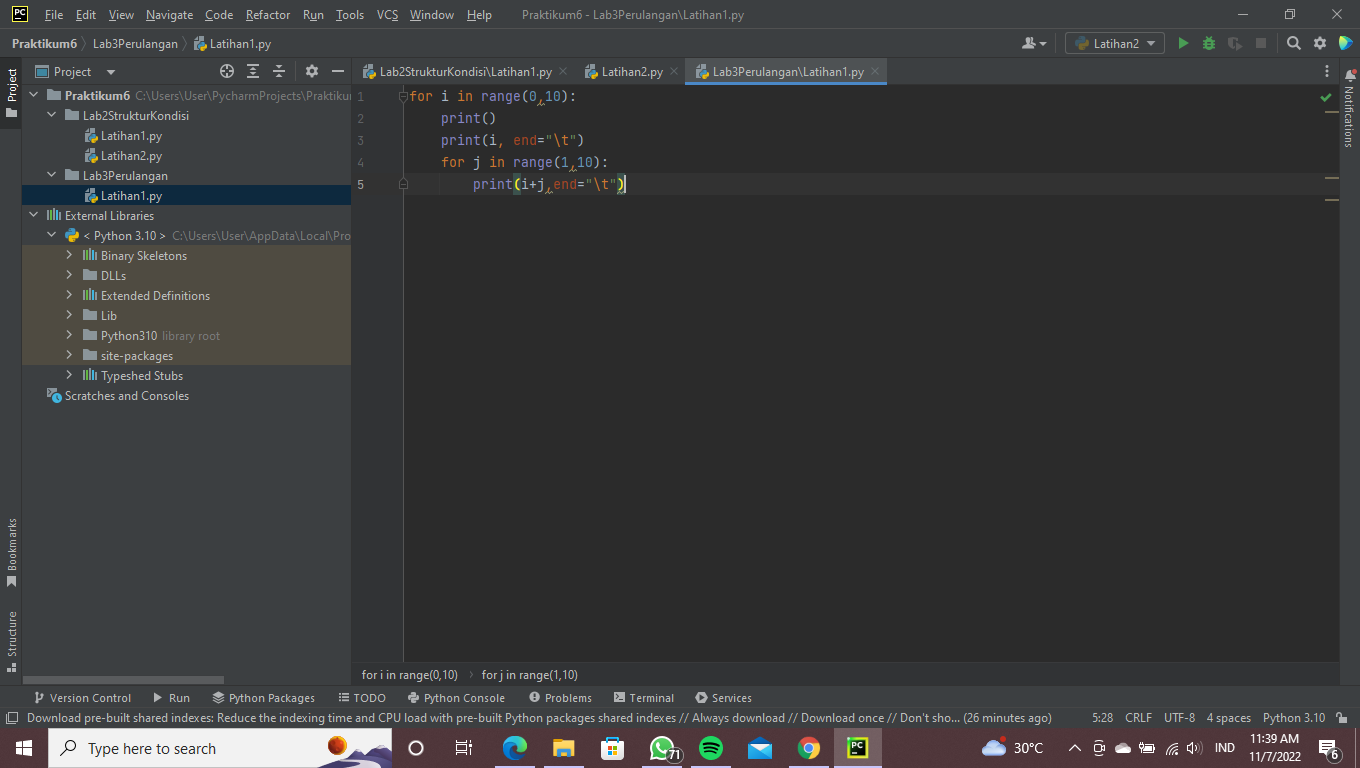 PC File Edit View Navigate Code Refactor Run Tools VCS Window Help Praktikum6 - Lab3Perulangan\Latihan1.py
Praktikum6 Lab3Perulangan Latihan1.py Latihan2
Project
Project
Praktikum6 C:\Users\User\PycharmProjects\Praktiku
Lab2StrukturKondisi
Latihan1.py
Latihan2.py
Lab3Perulangan
Latihan1.py
External Libraries
< Python 3.10 > C:\Users\User\AppData\Local\Pro
Binary Skeletons
DLLs
Extended Definitions
Lib
Python310 library root
site-packages
Typeshed Stubs
Scratches and Consoles
Bookmarks
Structure
Lab2StrukturKondisi\Latihan1.py Latihan2.py Lab3Perulangan\Latihan1.py
1 for i in range(0,10):
2 print()
3 print(i, end="\t")
4 for j in range(1,10):
5 print(i+j,end="\t")
Notifications
for i in range(0,10) for j in range(1,10)
Version Control Run Python Packages TODO Python Console Problems Terminal Services
Download pre-built shared indexes: Reduce the indexing time and CPU load with pre-built Python packages shared indexes // Always download // Download once // Don't sho... (26 minutes ago) 5:28 CRLF UTF-8 4 spaces Python 3.10
Type here to search 71 PC 30°C IND 11:39 AM
11/7/2022 6